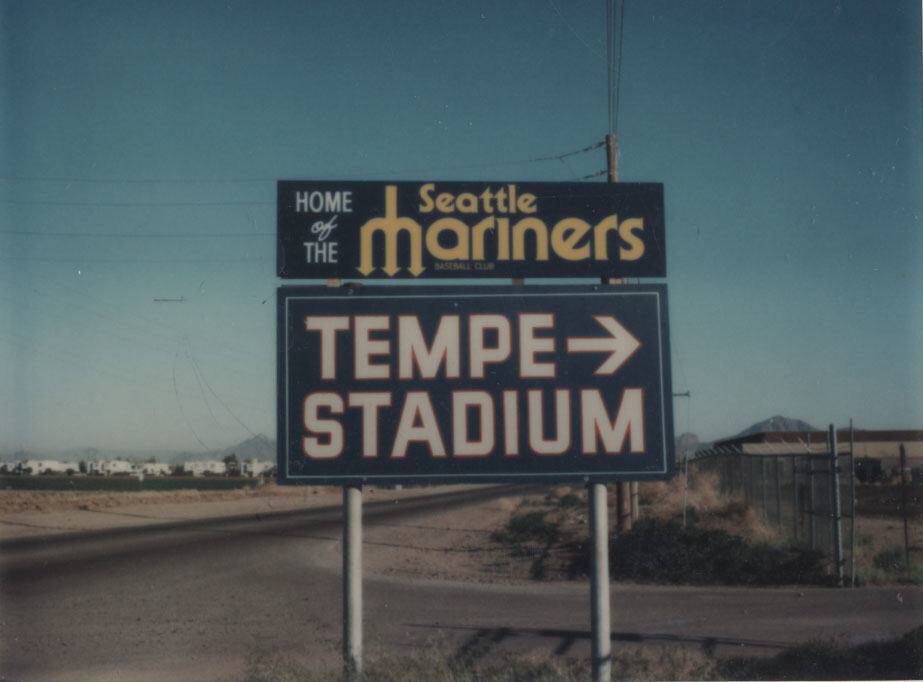 HOME
of
THE
Seattle
mariners
BASEBALL CLUB
TEMPE→
STADIUM